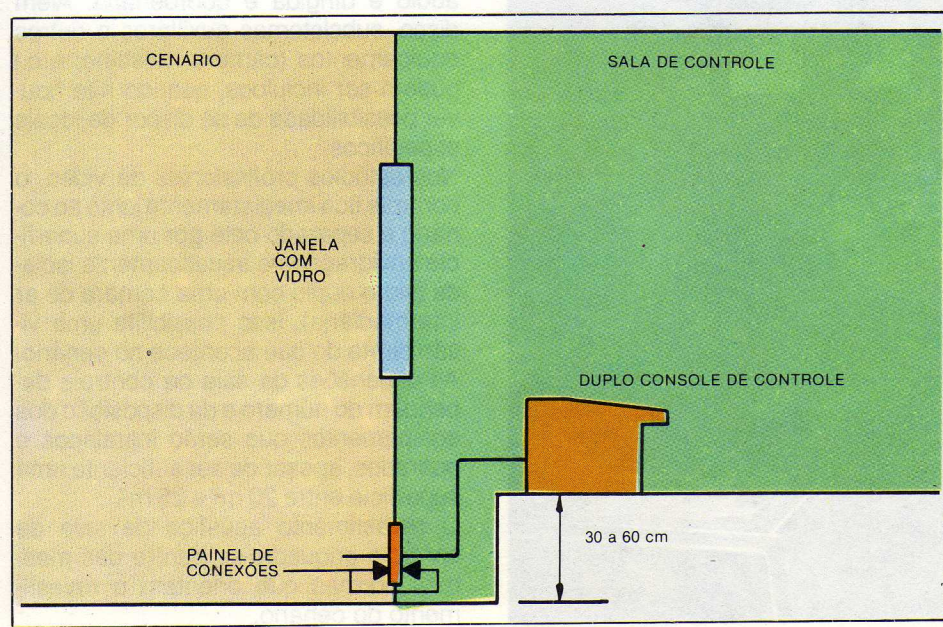 CENÁRIO
SALA DE CONTROLE
JANELA
COM
VIDRO
DUPLO CONSOLE DE CONTROLE
30 a 60 cm
PAINEL DE
CONEXÕES